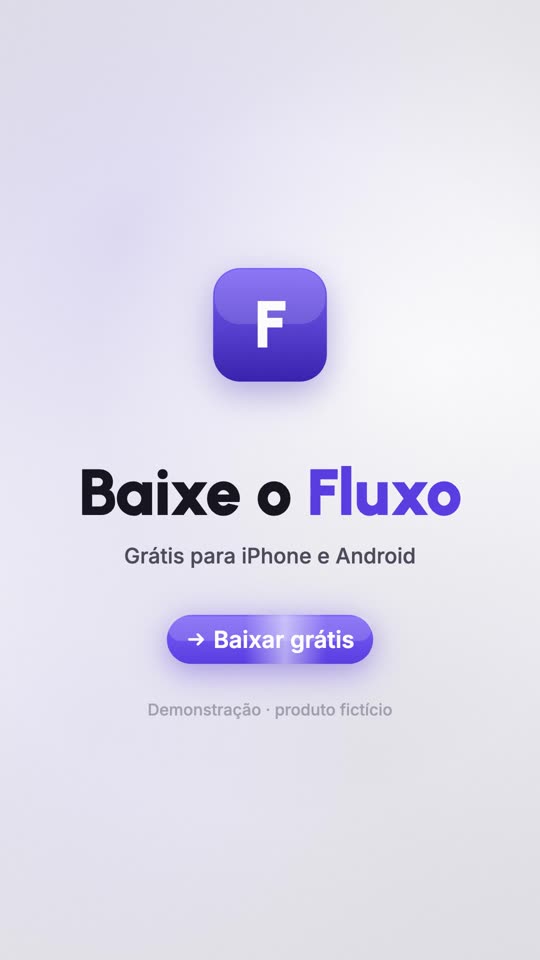 F
Baixe o Fluxo
Grátis para iPhone e Android
→ Baixar grátis
Demonstração · produto fictício